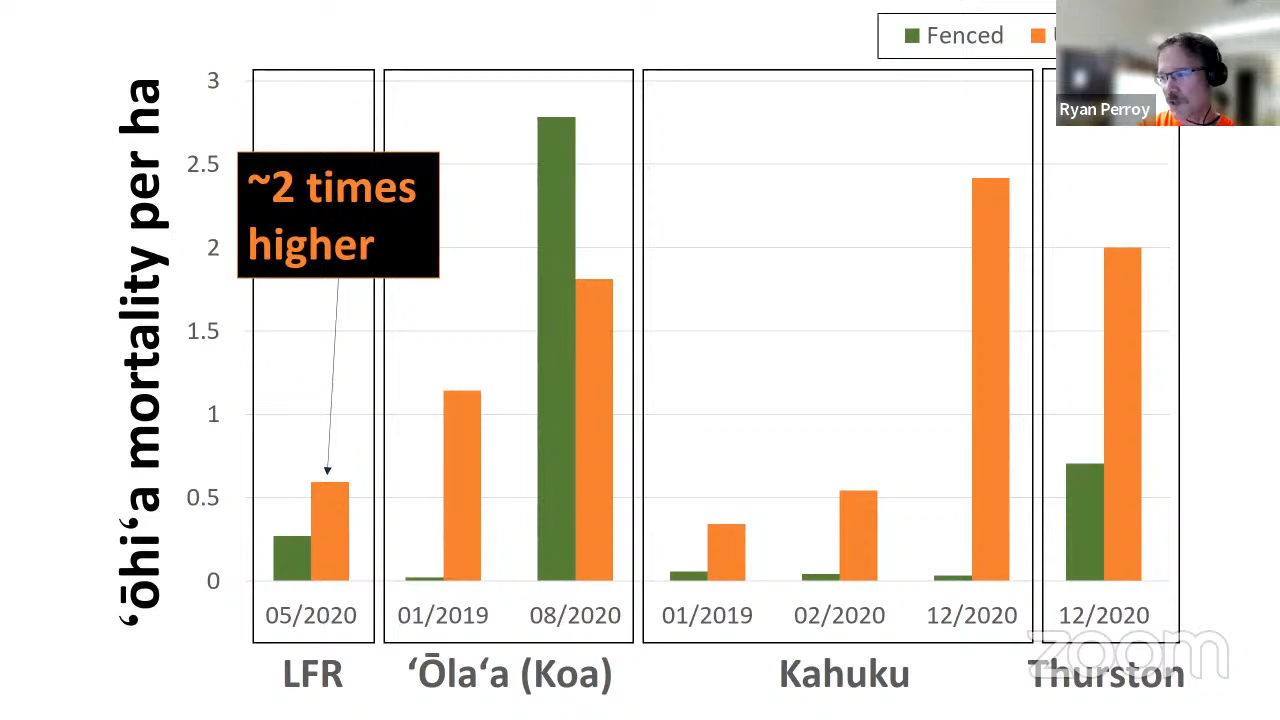 Fenced
Ryan Perroy
ʻōhiʻa mortality per ha
3
2.5
2
1.5
1
0.5
0
~2 times
higher
05/2020
01/2019
08/2020
01/2019
02/2020
12/2020
12/2020
LFR
ʻŌlaʻa (Koa)
Kahuku
Thurston
zoom